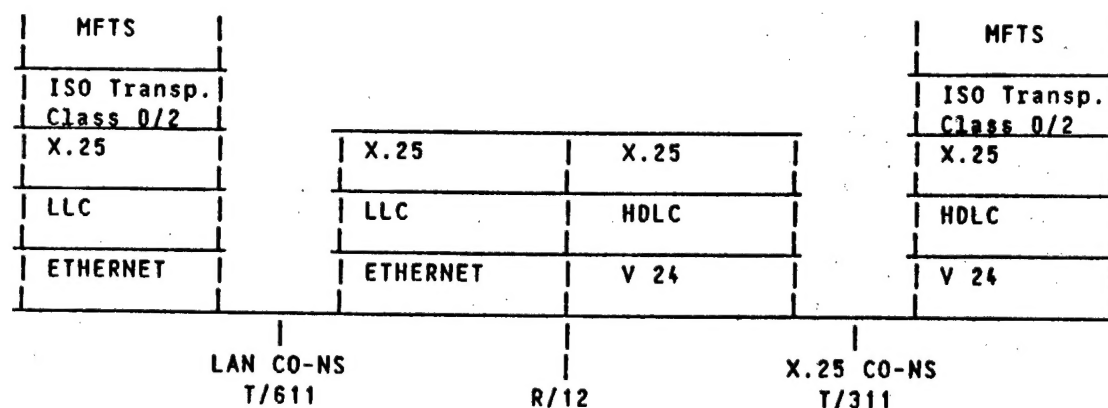 MFTS MFTS
ISO Transp. ISO Transp.
Class 0/2 Class 0/2
X.25 X.25 X.25 X.25
LLC LLC HDLC HDLC
ETHERNET ETHERNET V 24 V 24
LAN CO-NS X.25 CO-NS
T/611 R/12 T/311